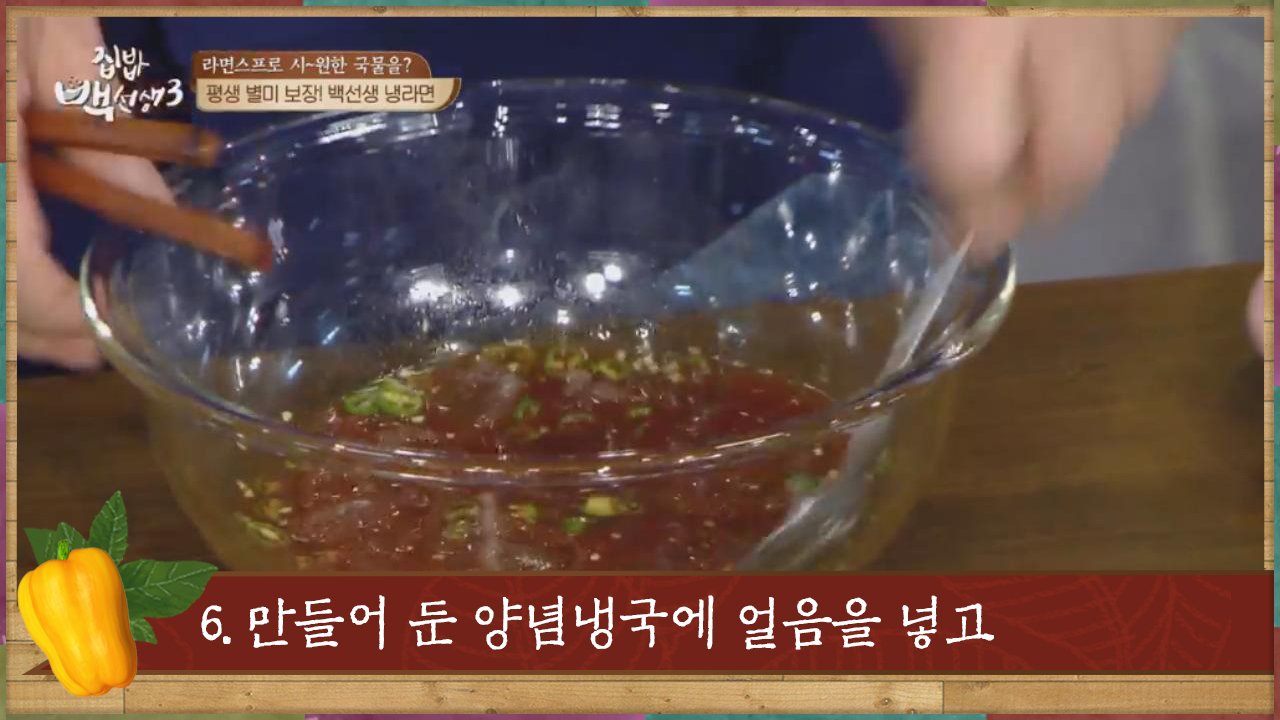 집밥
백선생3
라면스프로 시~원한 국물을?
평생 별미 보장! 백선생 냉라면
6. 만들어 둔 양념냉국에 얼음을 넣고